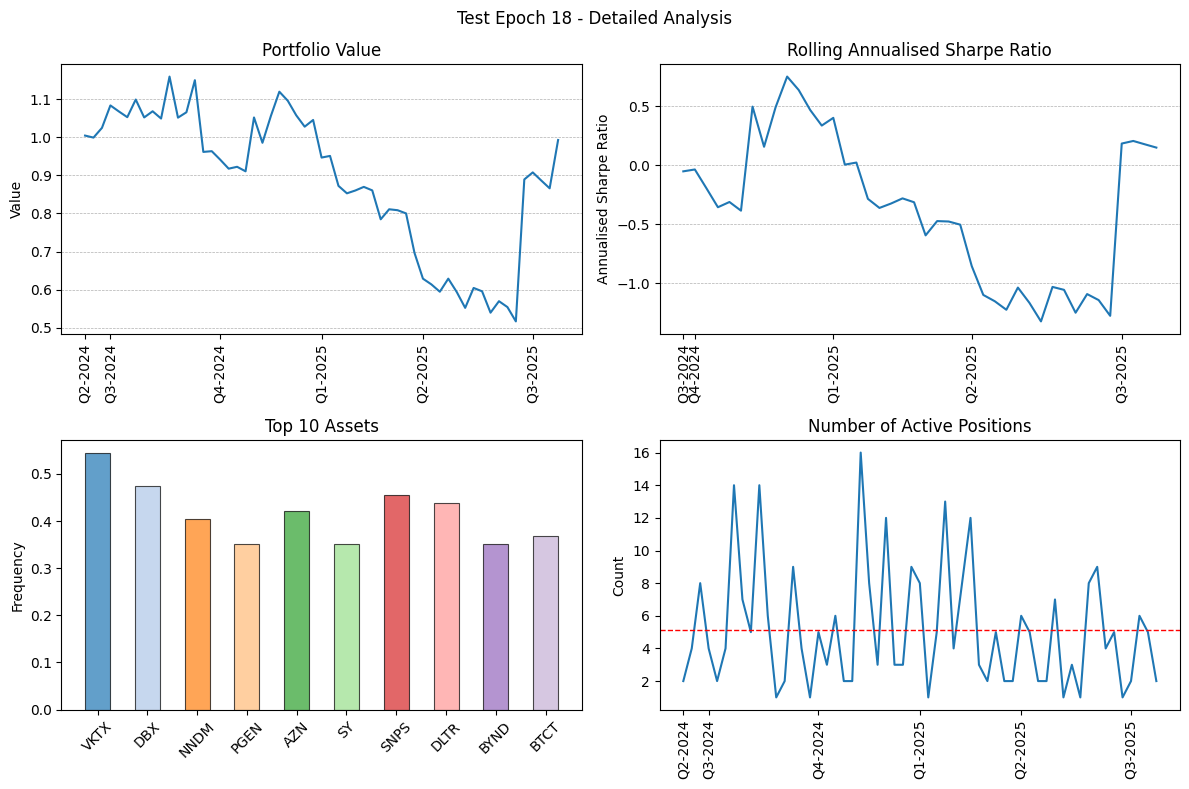 Test Epoch 18 - Detailed Analysis
Portfolio Value
Value
1.1
1.0
0.9
0.8
0.7
0.6
0.5
Q2-2024
Q3-2024
Q4-2024
Q1-2025
Q2-2025
Q3-2025
Rolling Annualised Sharpe Ratio
Annualised Sharpe Ratio
0.5
0.0
−0.5
−1.0
Q3-2024
Q4-2024
Q1-2025
Q2-2025
Q3-2025
Top 10 Assets
Frequency
0.5
0.4
0.3
0.2
0.1
0.0
VKTX
DBX
NNDM
PGEN
AZN
SY
SNPS
DLTR
BYND
BTCT
Number of Active Positions
Count
16
14
12
10
8
6
4
2
Q2-2024
Q3-2024
Q4-2024
Q1-2025
Q2-2025
Q3-2025